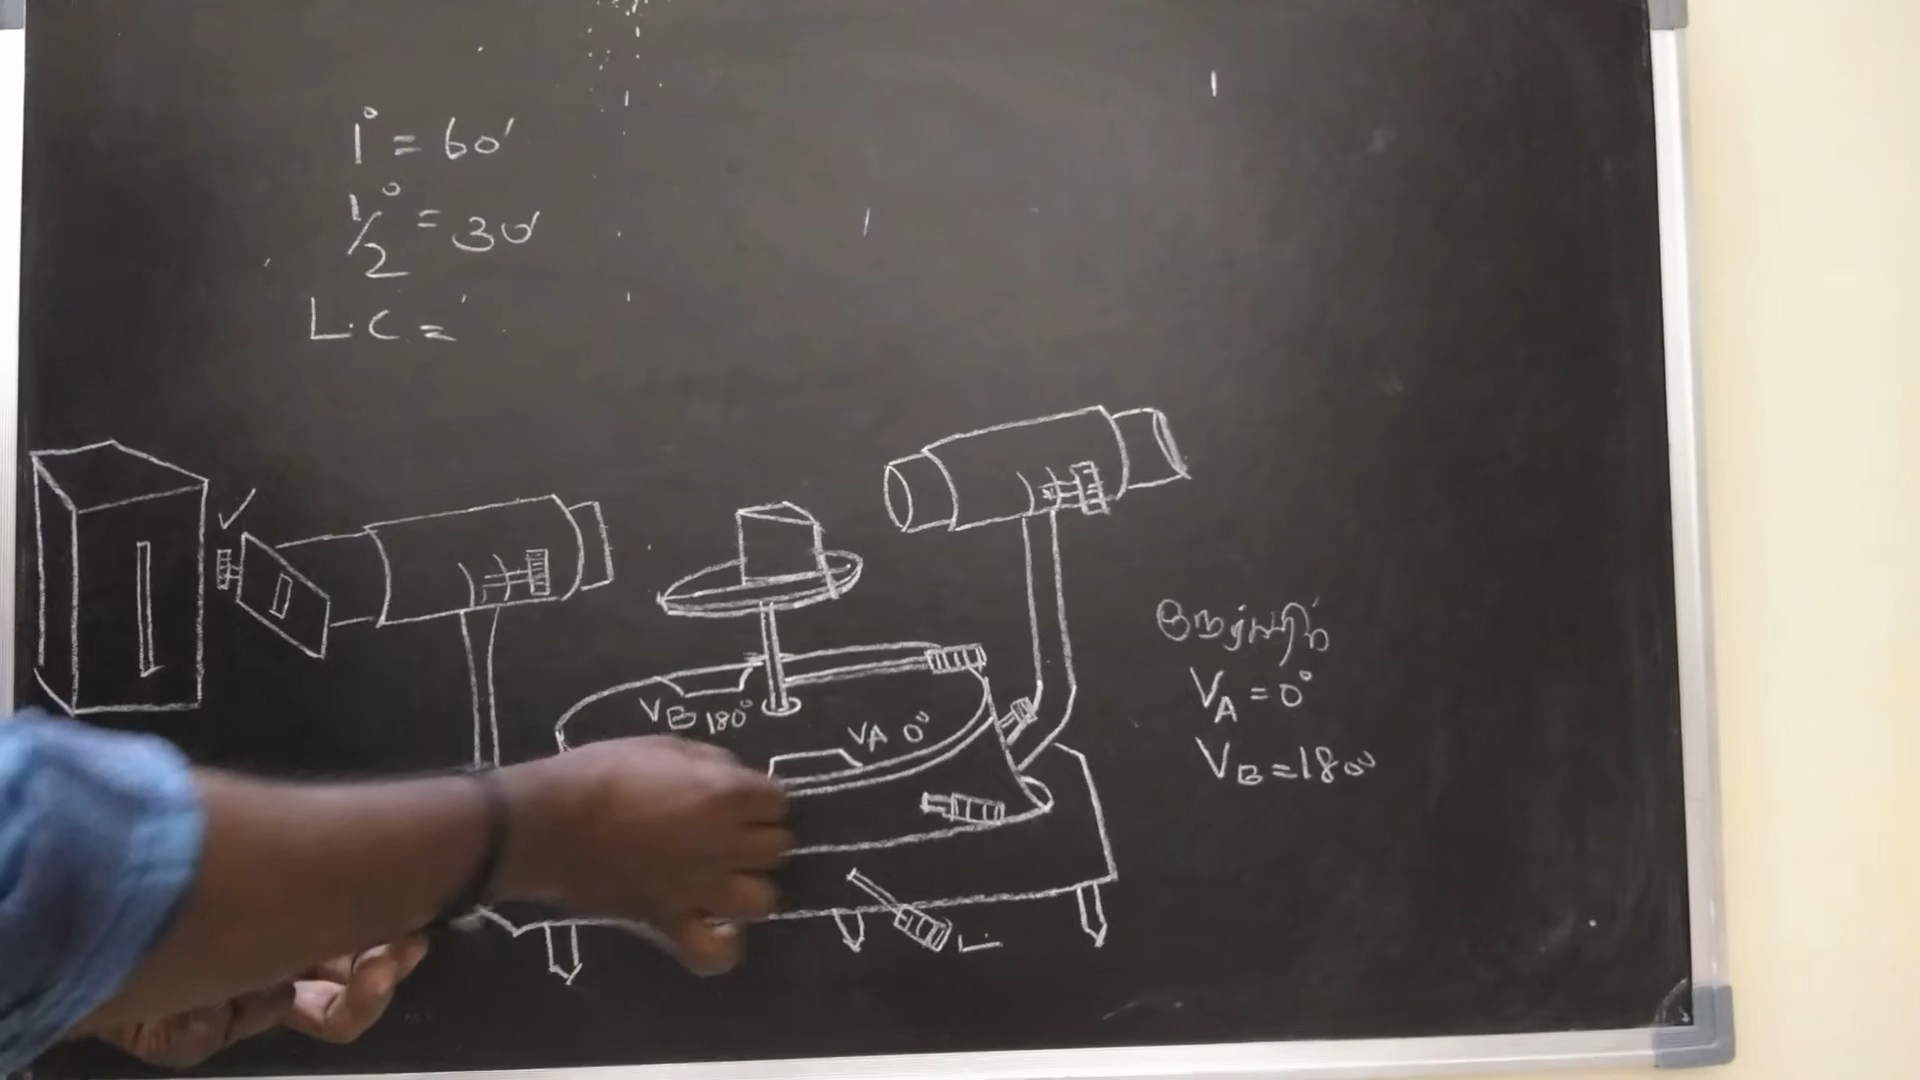 1° = 60′
1/2° = 30′
L.C =
VB 180°
VA 0°
VA = 0°
VB = 180°